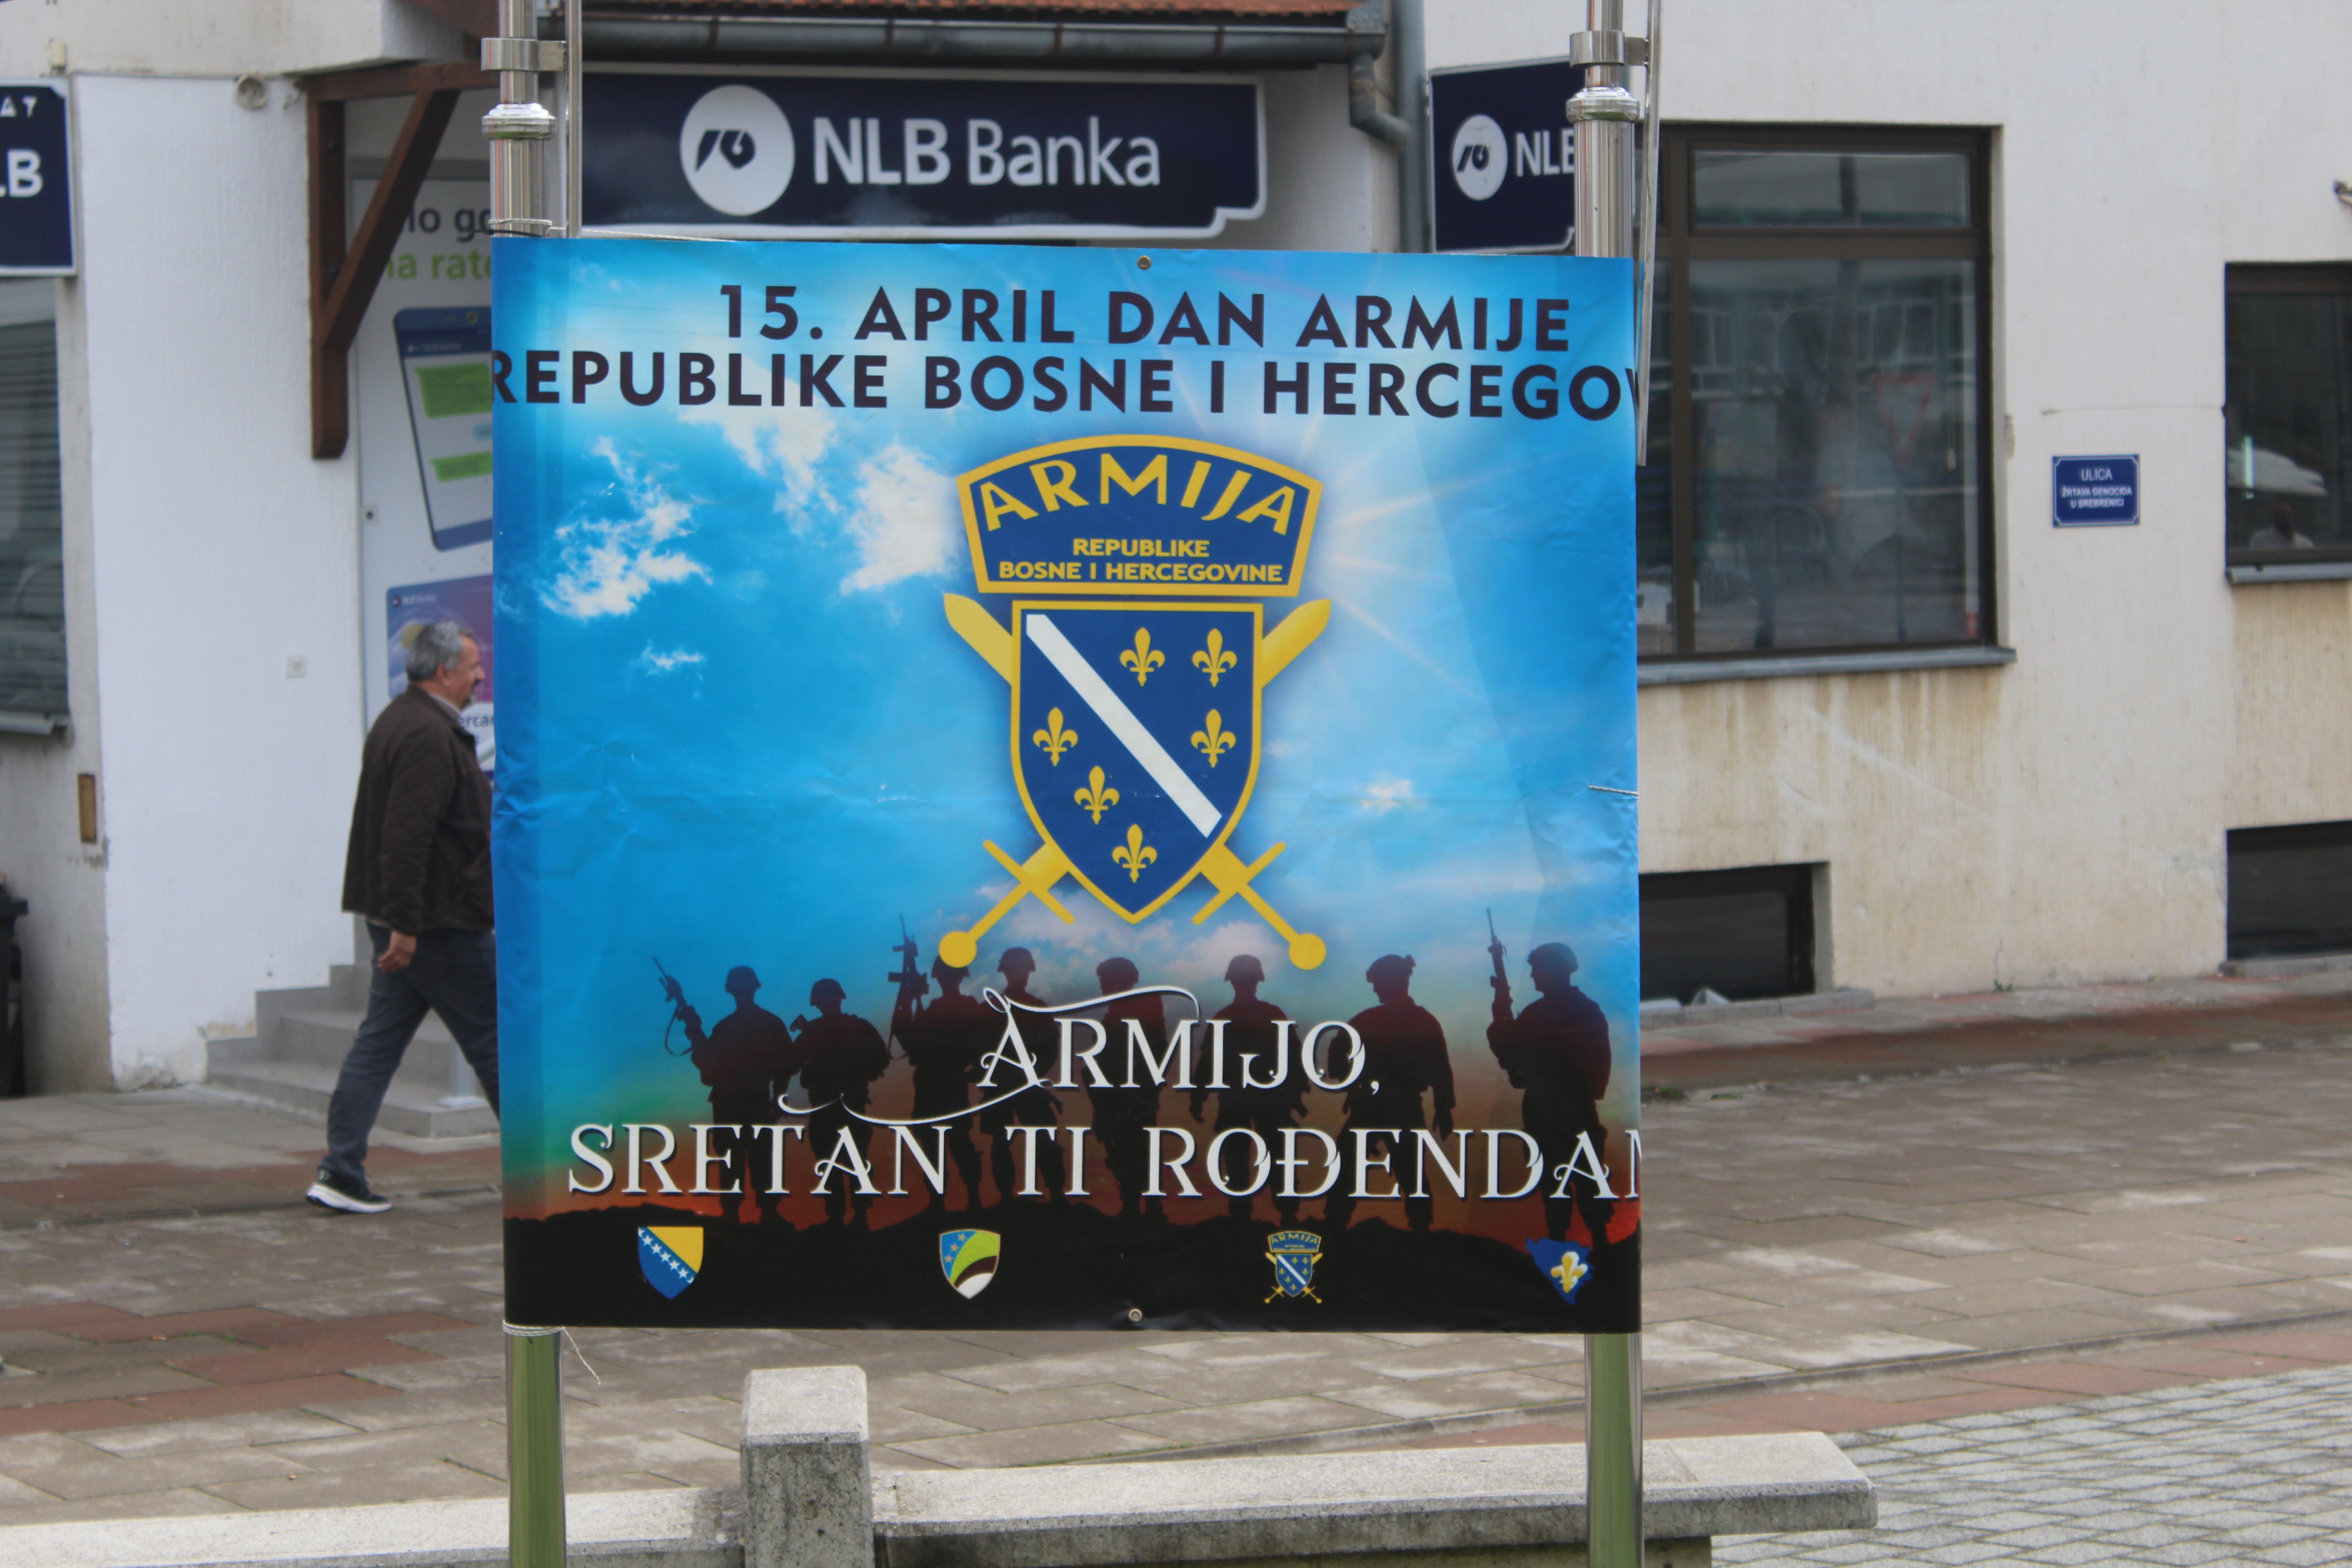 NLB Banka
NLB
LB
15. APRIL DAN ARMIJE
REPUBLIKE BOSNE I HERCEGOV
ARMIJA
REPUBLIKE
BOSNE I HERCEGOVINE
ULICA
ŽRTAVA GENOCIDA
U SREBRENICI
ARMIJO,
SRETAN TI ROĐENDAN
ARMIJA